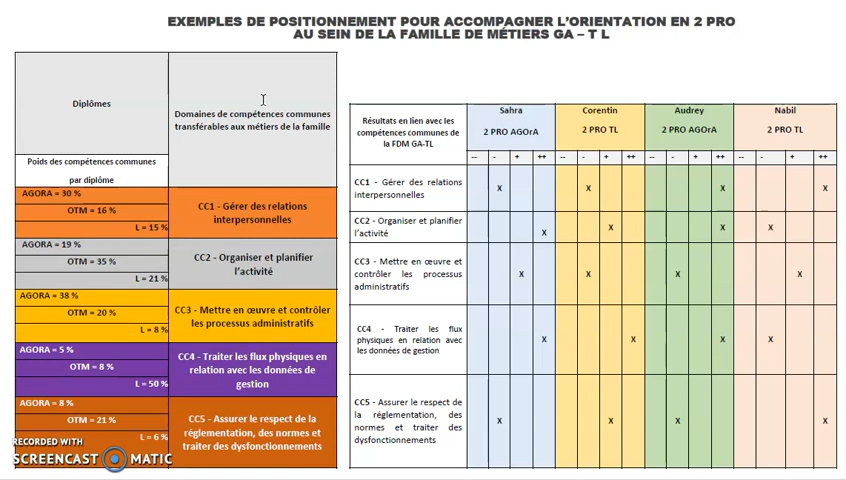 EXEMPLES DE POSITIONNEMENT POUR ACCOMPAGNER L'ORIENTATION EN 2 PRO
AU SEIN DE LA FAMILLE DE MÉTIERS GA – T L
Diplômes
Domaines de compétences communes
transférables aux métiers de la famille
Poids des compétences communes
par diplôme
AGORA = 30 %
OTM = 16 %
L = 15 %
CC1 - Gérer des relations
interpersonnelles
AGORA = 19 %
OTM = 35 %
L = 21 %
CC2 - Organiser et planifier
l'activité
AGORA = 38 %
OTM = 20 %
L = 8 %
CC3 - Mettre en œuvre et contrôler
les processus administratifs
AGORA = 5 %
OTM = 8 %
L = 50 %
CC4 - Traiter les flux physiques en
relation avec les données de
gestion
AGORA = 8 %
OTM = 21 %
L = 6 %
CC5 - Assurer le respect de la
réglementation, des normes et
traiter des dysfonctionnements
Résultats en lien avec les
compétences communes de
la FDM GA-TL
Sahra
2 PRO AGOrA
Corentin
2 PRO TL
Audrey
2 PRO AGOrA
Nabil
2 PRO TL
-- - + ++ -- - + ++ -- - + ++ -- - + ++
CC1 - Gérer des relations
interpersonnelles
X X X X
CC2 - Organiser et planifier
l'activité
X X X X
CC3 - Mettre en œuvre et
contrôler les processus
administratifs
X X X X
CC4 - Traiter les flux
physiques en relation avec
les données de gestion
X X X X
CC5 - Assurer le respect de
la réglementation, des
normes et traiter des
dysfonctionnements
X X X X
RECORDED WITH
SCREENCAST MATIC